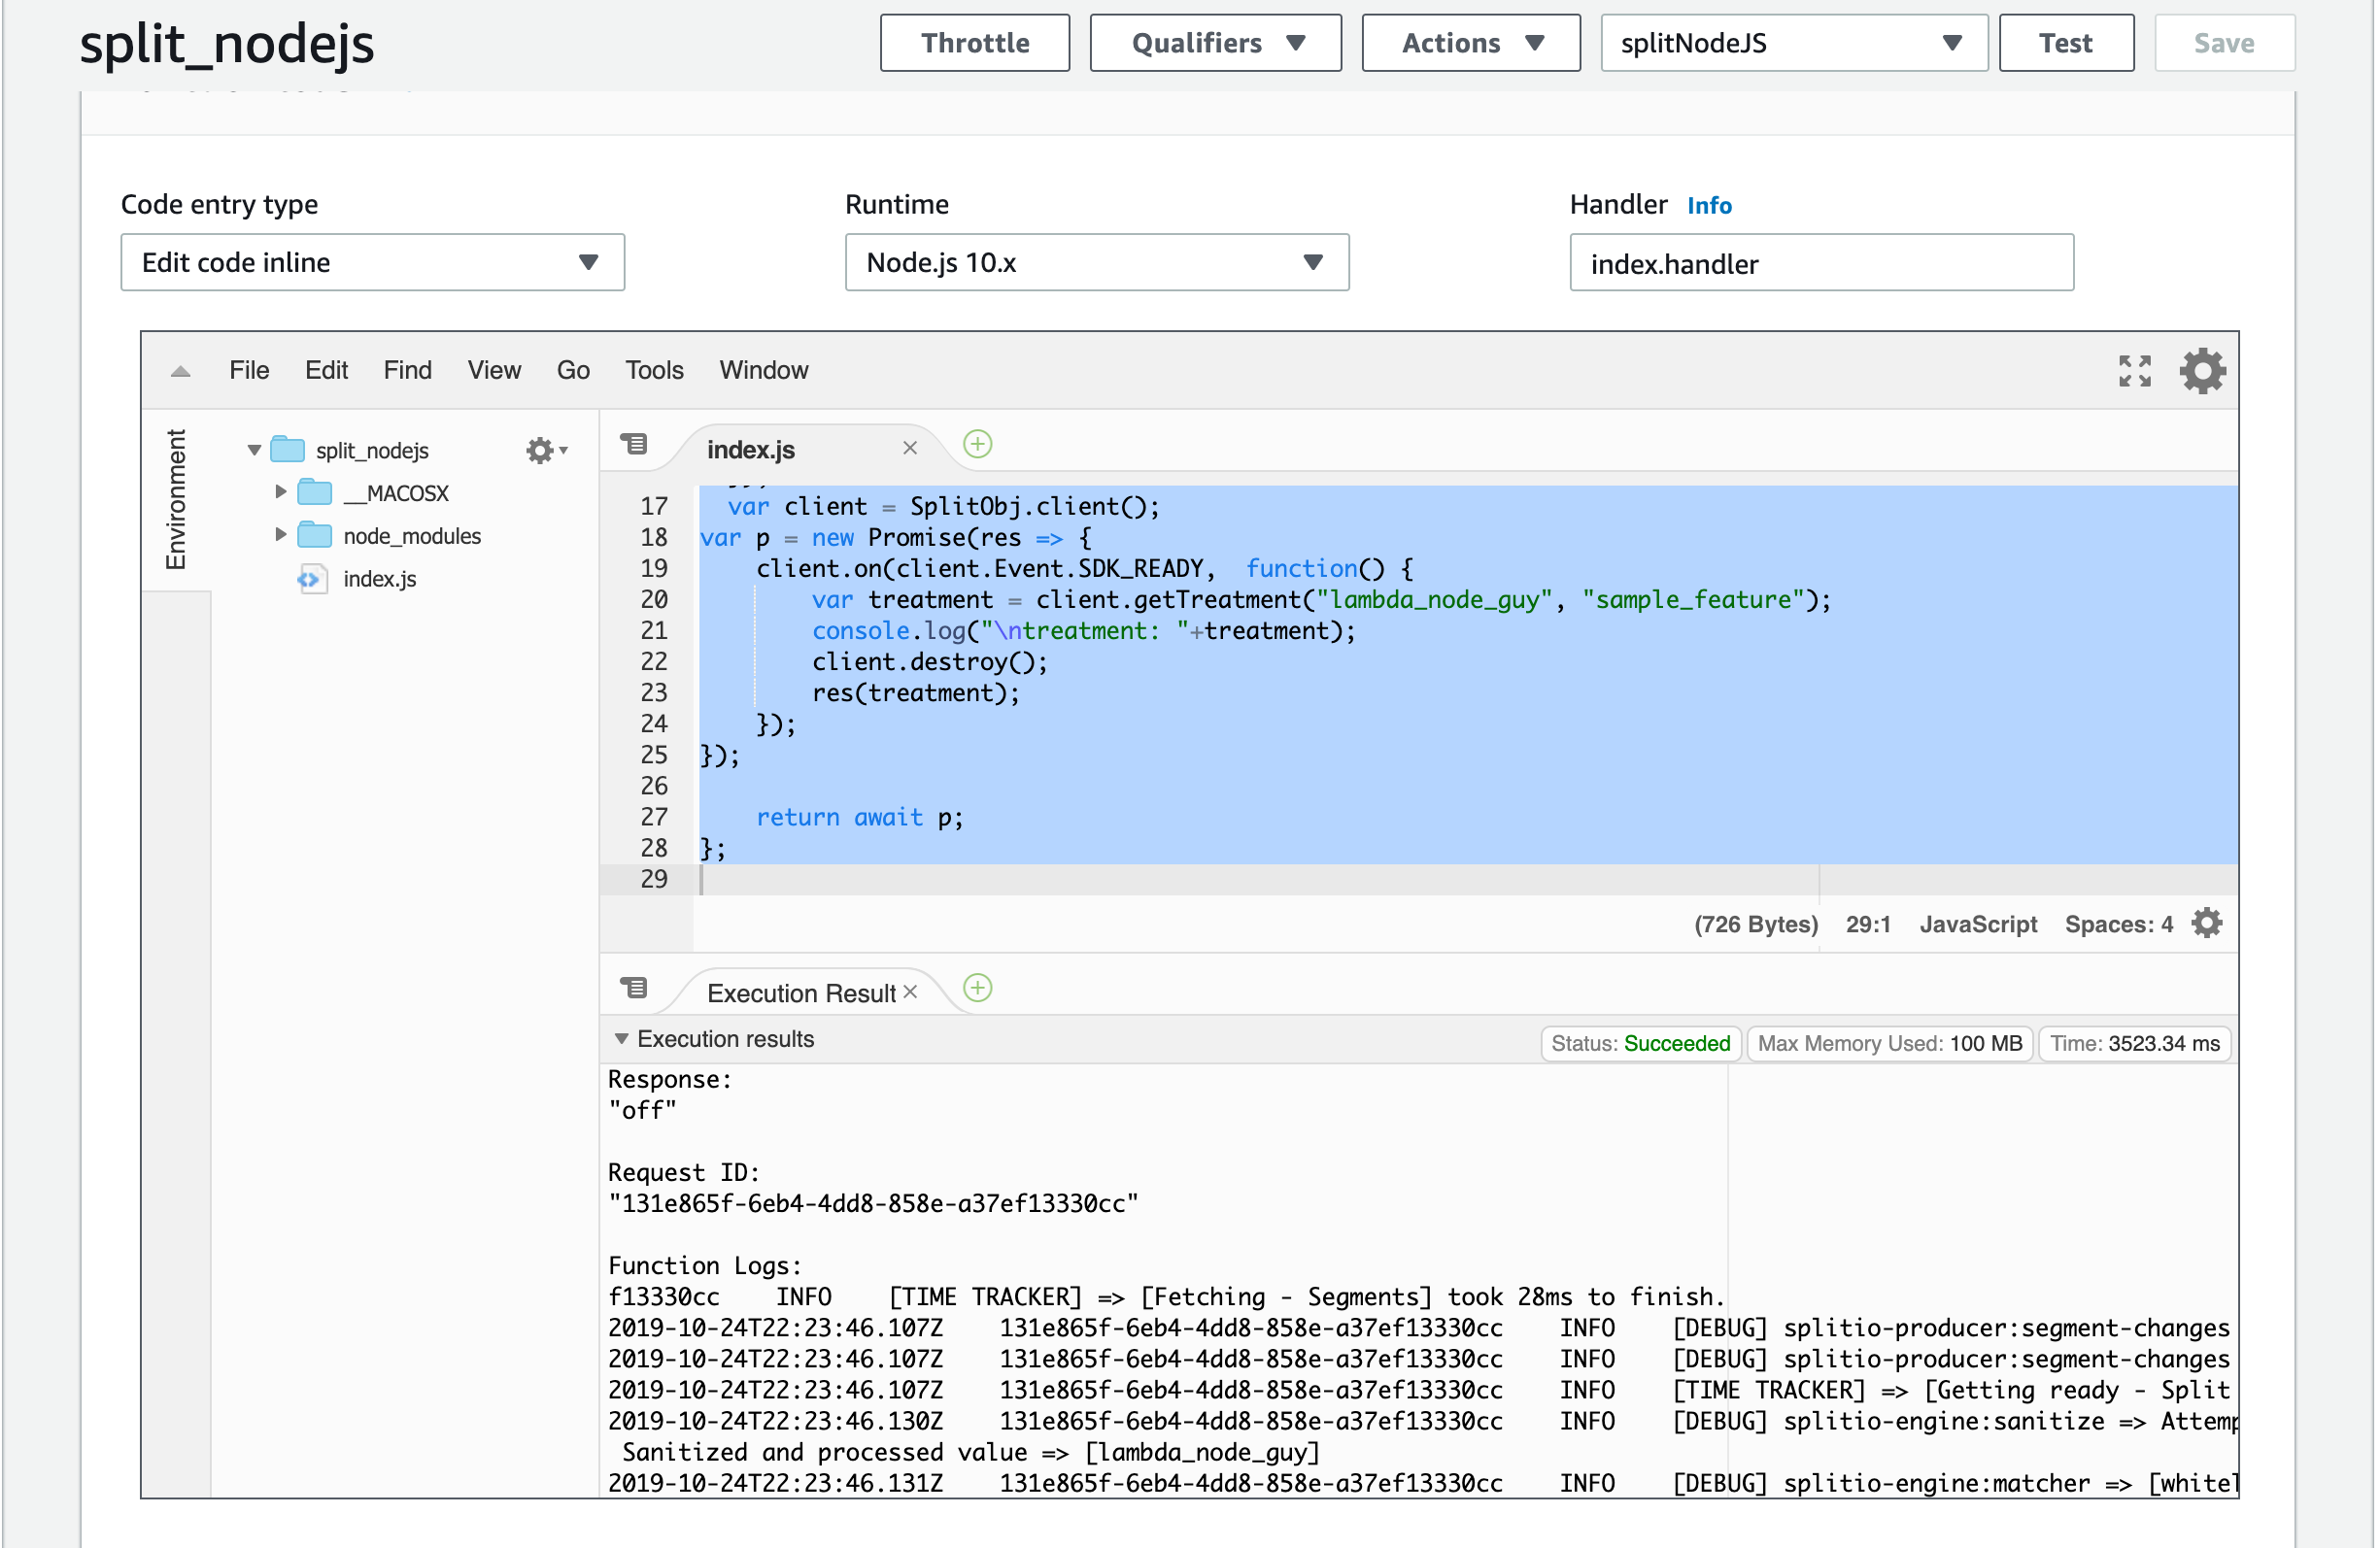 split_nodejs
Throttle
Qualifiers
Actions
splitNodeJS
Test
Save
Code entry type
Runtime
Handler Info
Edit code inline
Node.js 10.x
index.handler
File Edit Find View Go Tools Window
Environment
split_nodejs
__MACOSX
node_modules
index.js
index.js
17 var client = SplitObj.client();
18 var p = new Promise(res => {
19 client.on(client.Event.SDK_READY, function() {
20 var treatment = client.getTreatment("lambda_node_guy", "sample_feature");
21 console.log("\ntreatment: "+treatment);
22 client.destroy();
23 res(treatment);
24 });
25 });
26
27 return await p;
28 };
29
(726 Bytes) 29:1 JavaScript Spaces: 4
Execution Result
Execution results
Status: Succeeded
Max Memory Used: 100 MB
Time: 3523.34 ms
Response:
"off"
Request ID:
"131e865f-6eb4-4dd8-858e-a37ef13330cc"
Function Logs:
f13330cc INFO [TIME TRACKER] => [Fetching - Segments] took 28ms to finish.
2019-10-24T22:23:46.107Z 131e865f-6eb4-4dd8-858e-a37ef13330cc INFO [DEBUG] splitio-producer:segment-changes
2019-10-24T22:23:46.107Z 131e865f-6eb4-4dd8-858e-a37ef13330cc INFO [DEBUG] splitio-producer:segment-changes
2019-10-24T22:23:46.107Z 131e865f-6eb4-4dd8-858e-a37ef13330cc INFO [TIME TRACKER] => [Getting ready - Split
2019-10-24T22:23:46.130Z 131e865f-6eb4-4dd8-858e-a37ef13330cc INFO [DEBUG] splitio-engine:sanitize => Attemp
Sanitized and processed value => [lambda_node_guy]
2019-10-24T22:23:46.131Z 131e865f-6eb4-4dd8-858e-a37ef13330cc INFO [DEBUG] splitio-engine:matcher => [whitel